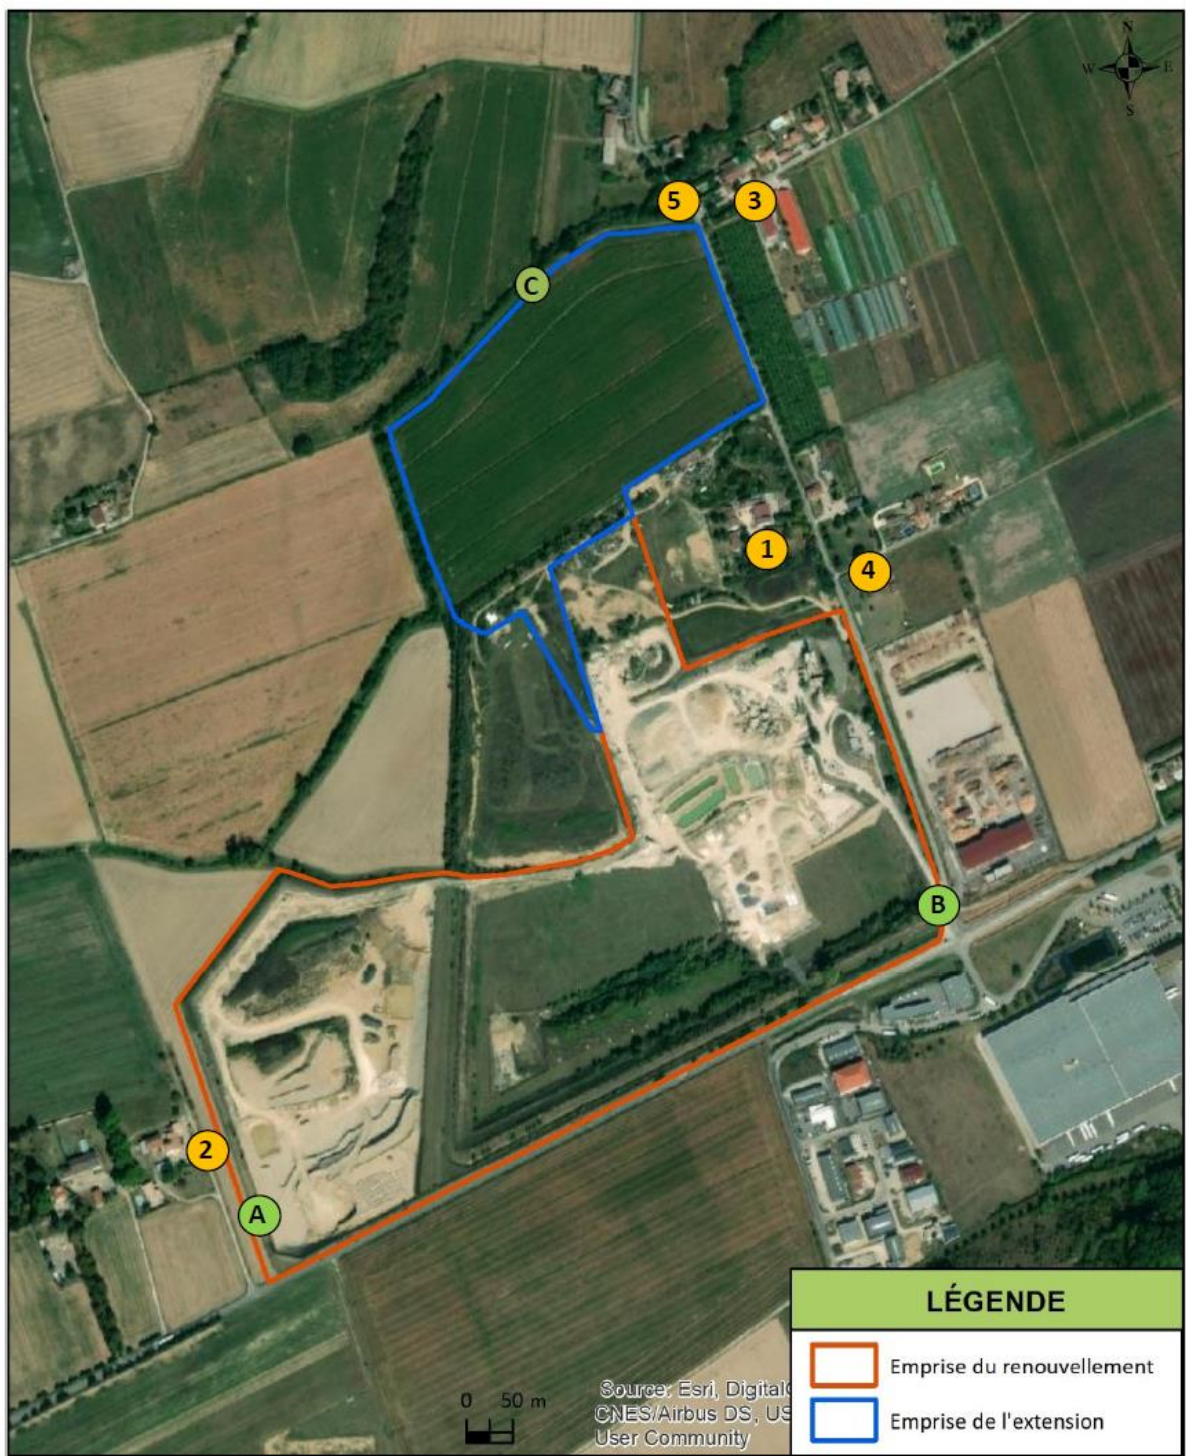 N
W E
S
5
3
C
1
4
B
2
A
LÉGENDE
Emprise du renouvellement
Emprise de l'extension
0 50 m
Source: Esri, Digital
CNES/Airbus DS, US
User Community